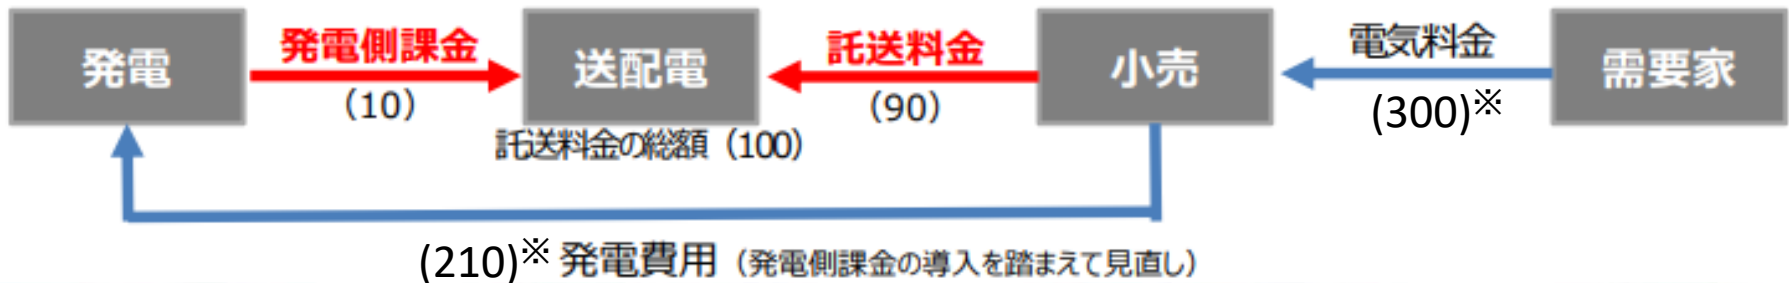 発電
発電側課金
(10)
送配電
託送料金の総額（100）
託送料金
(90)
小売
電気料金
(300)※
需要家
(210)※ 発電費用（発電側課金の導入を踏まえて見直し）